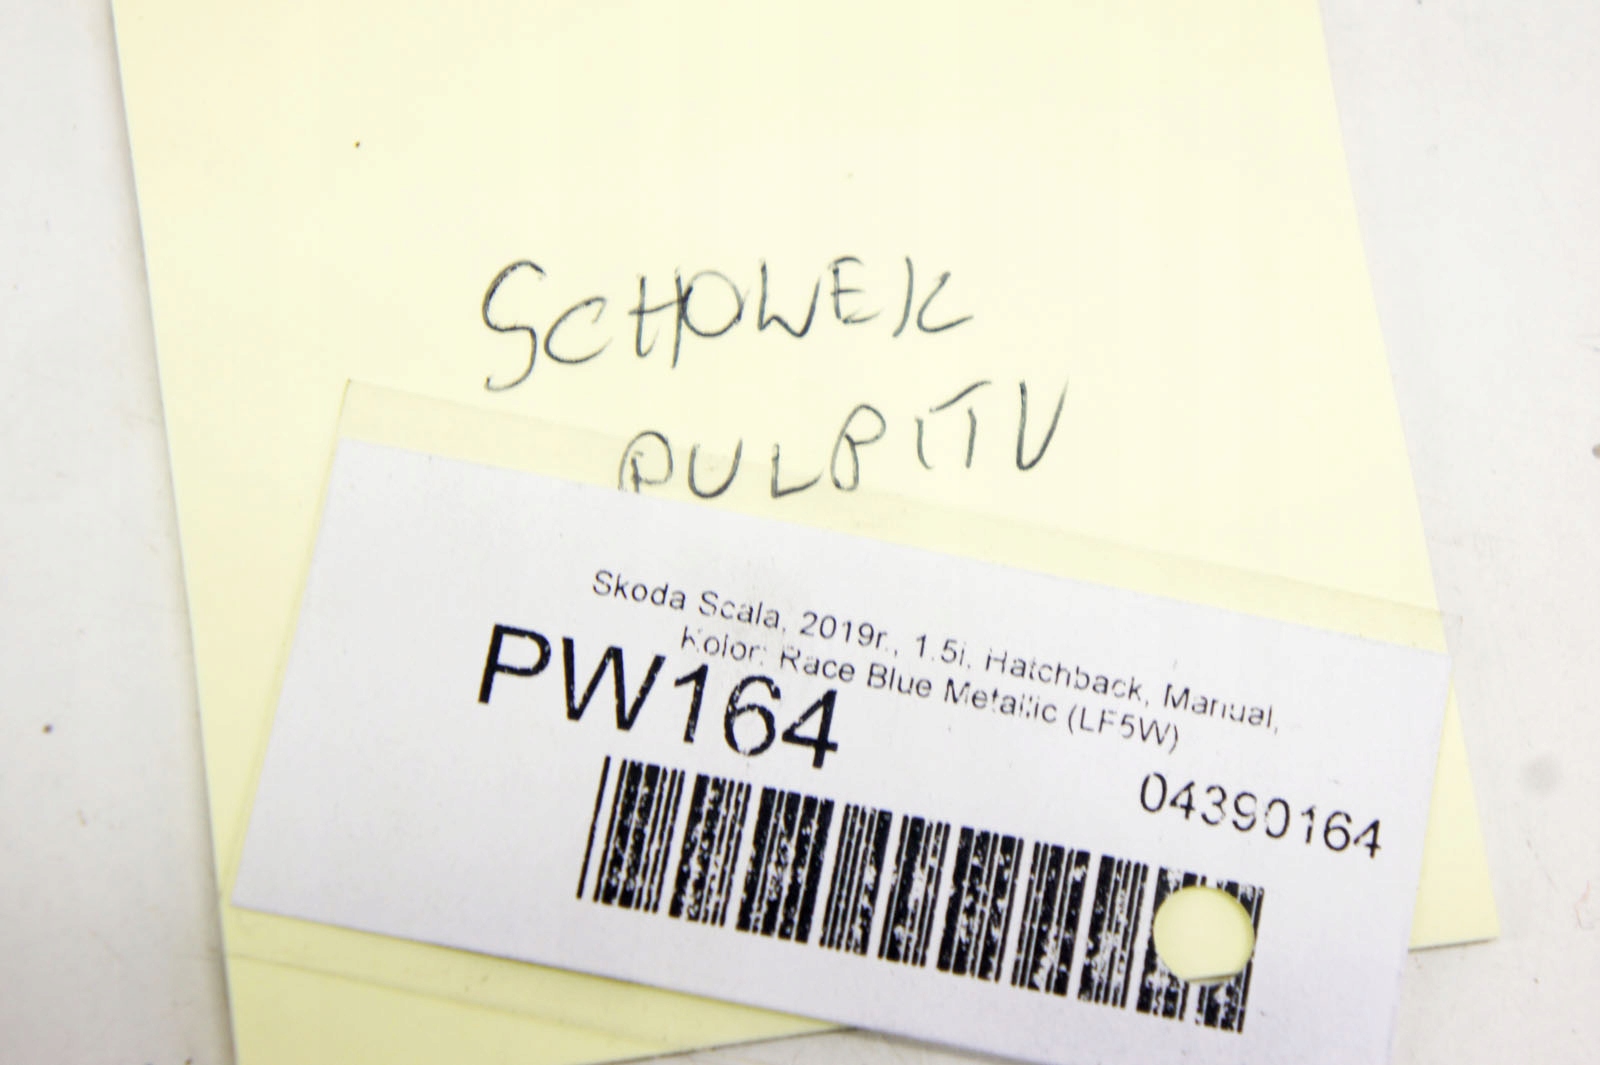 SCHOWEK
PULPITU
Skoda Scala, 2019r., 1.5i, Hatchback, Manual,
Kolor: Race Blue Metallic (LF5W)
PW164
04390164